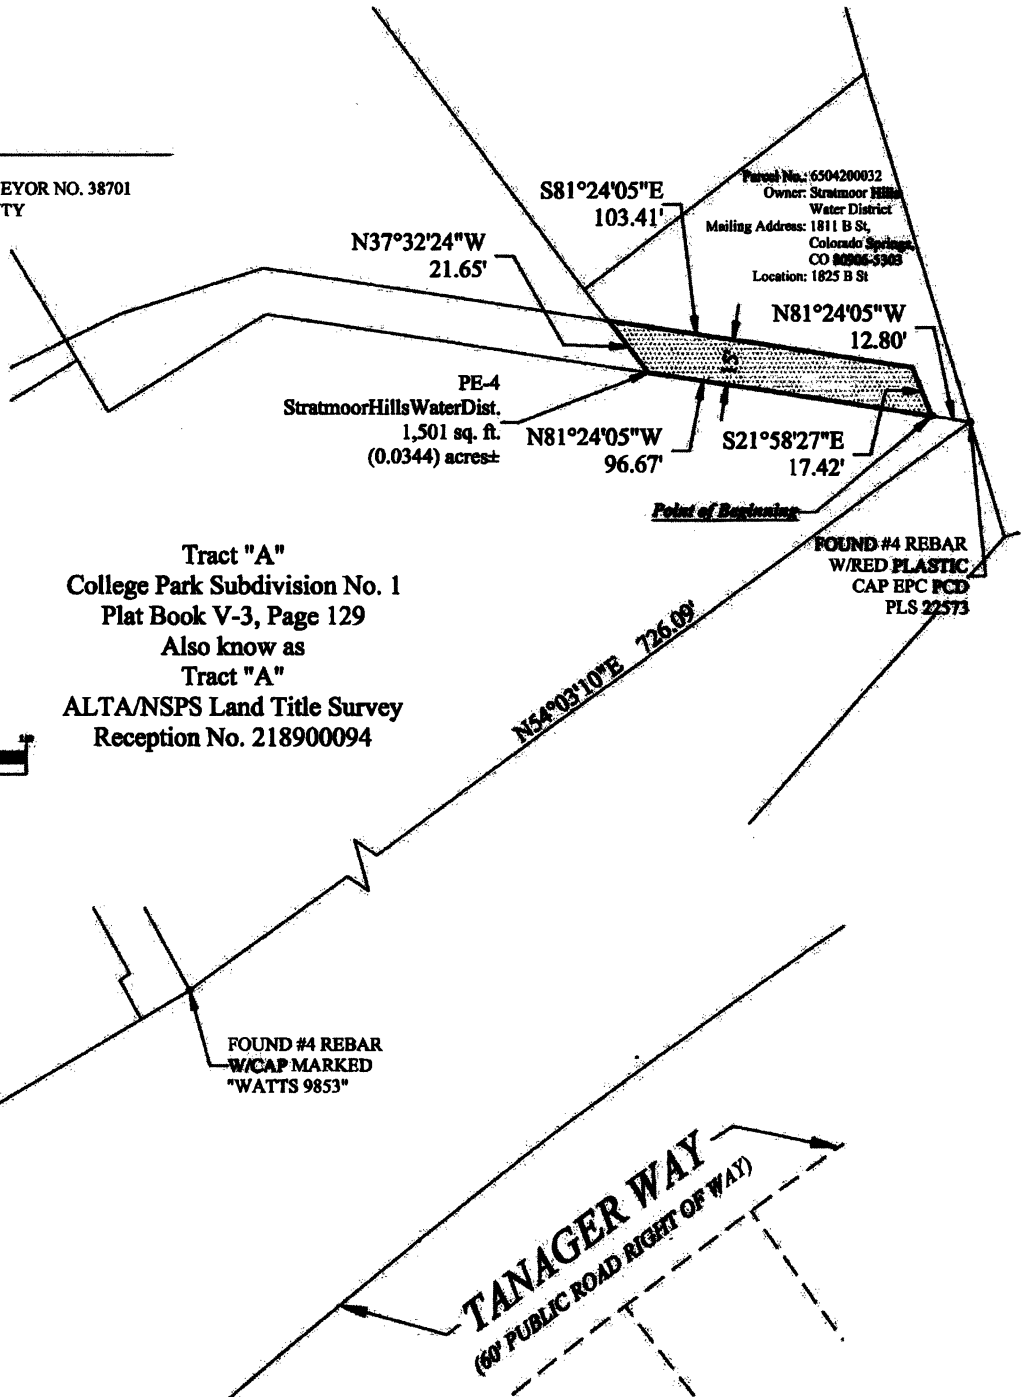 EYOR NO. 38701
TY
S81°24'05"E
103.41'
N37°32'24"W
21.65'
Parcel No.: 6504200032
Owner: Stratmoor Hills
Water District
Mailing Address: 1811 B St,
Colorado Springs,
CO 80906-5303
Location: 1825 B St
N81°24'05"W
12.80'
15'
PE-4
StratmoorHillsWaterDist.
1,501 sq. ft.
(0.0344) acres±
N81°24'05"W
96.67'
S21°58'27"E
17.42'
Point of Beginning
FOUND #4 REBAR
W/RED PLASTIC
CAP EPC PCD
PLS 22573
Tract "A"
College Park Subdivision No. 1
Plat Book V-3, Page 129
Also know as
Tract "A"
ALTA/NSPS Land Title Survey
Reception No. 218900094
N54°03'10"E 726.09'
FOUND #4 REBAR
W/CAP MARKED
"WATTS 9853"
TANAGER WAY
(60' PUBLIC ROAD RIGHT OF WAY)